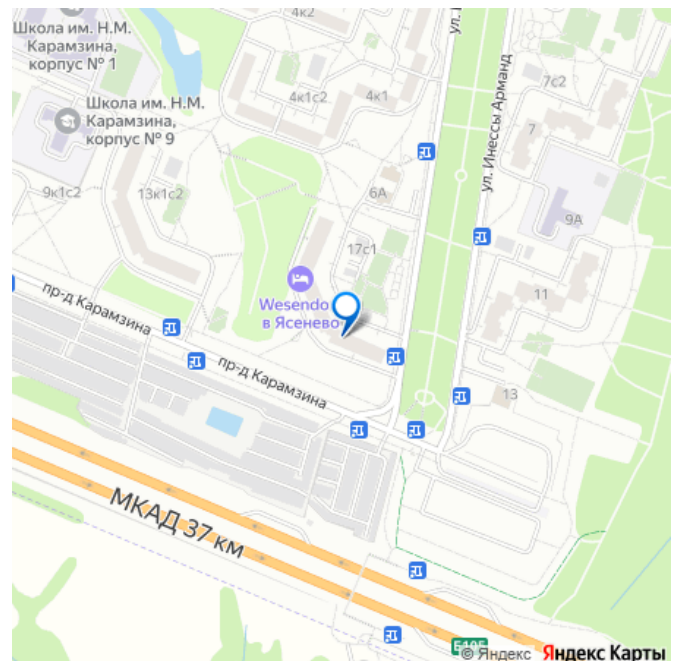 4к2
Школа им. Н.М.
Карамзина,
корпус № 1
ул. И
ул. Инессы Арманд
7с2
4к1с2
4к1
Школа им. Н.М.
Карамзина,
корпус № 9
7
6А
9к1с2
13к1с2
9А
17с1
Wesendo
в Ясенево
11
пр-д Карамзина
пр-д Карамзина
13
МКАД 37 км
Е105
© Яндекс Яндекс Карты